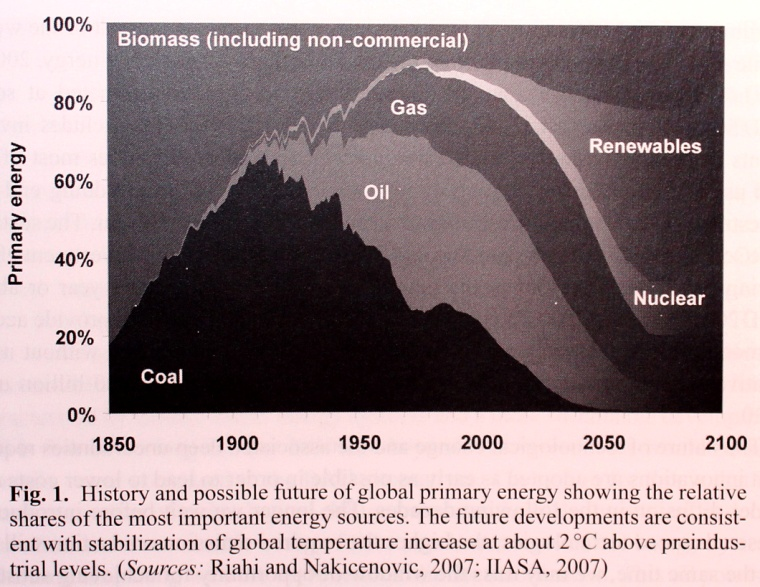 100%
Biomass (including non-commercial)
80%
Gas
Renewables
Primary energy
60%
Oil
40%
Nuclear
20%
Coal
0%
1850 1900 1950 2000 2050 2100
Fig. 1. History and possible future of global primary energy showing the relative
shares of the most important energy sources. The future developments are consist-
ent with stabilization of global temperature increase at about 2 °C above preindus-
trial levels. (Sources: Riahi and Nakicenovic, 2007; IIASA, 2007)